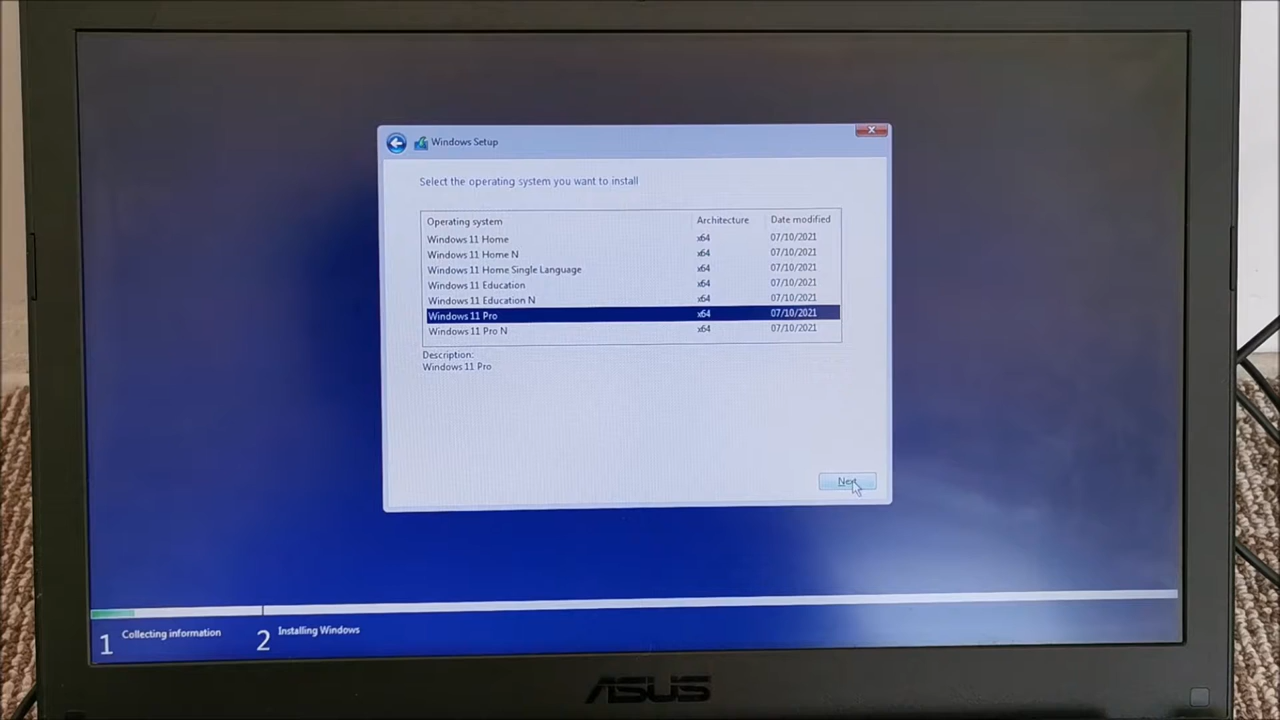 Windows Setup
Select the operating system you want to install
Operating system Architecture Date modified
Windows 11 Home x64 07/10/2021
Windows 11 Home N x64 07/10/2021
Windows 11 Home Single Language x64 07/10/2021
Windows 11 Education x64 07/10/2021
Windows 11 Education N x64 07/10/2021
Windows 11 Pro x64 07/10/2021
Windows 11 Pro N x64 07/10/2021
Description:
Windows 11 Pro
Next
1 Collecting information 2 Installing Windows
ASUS